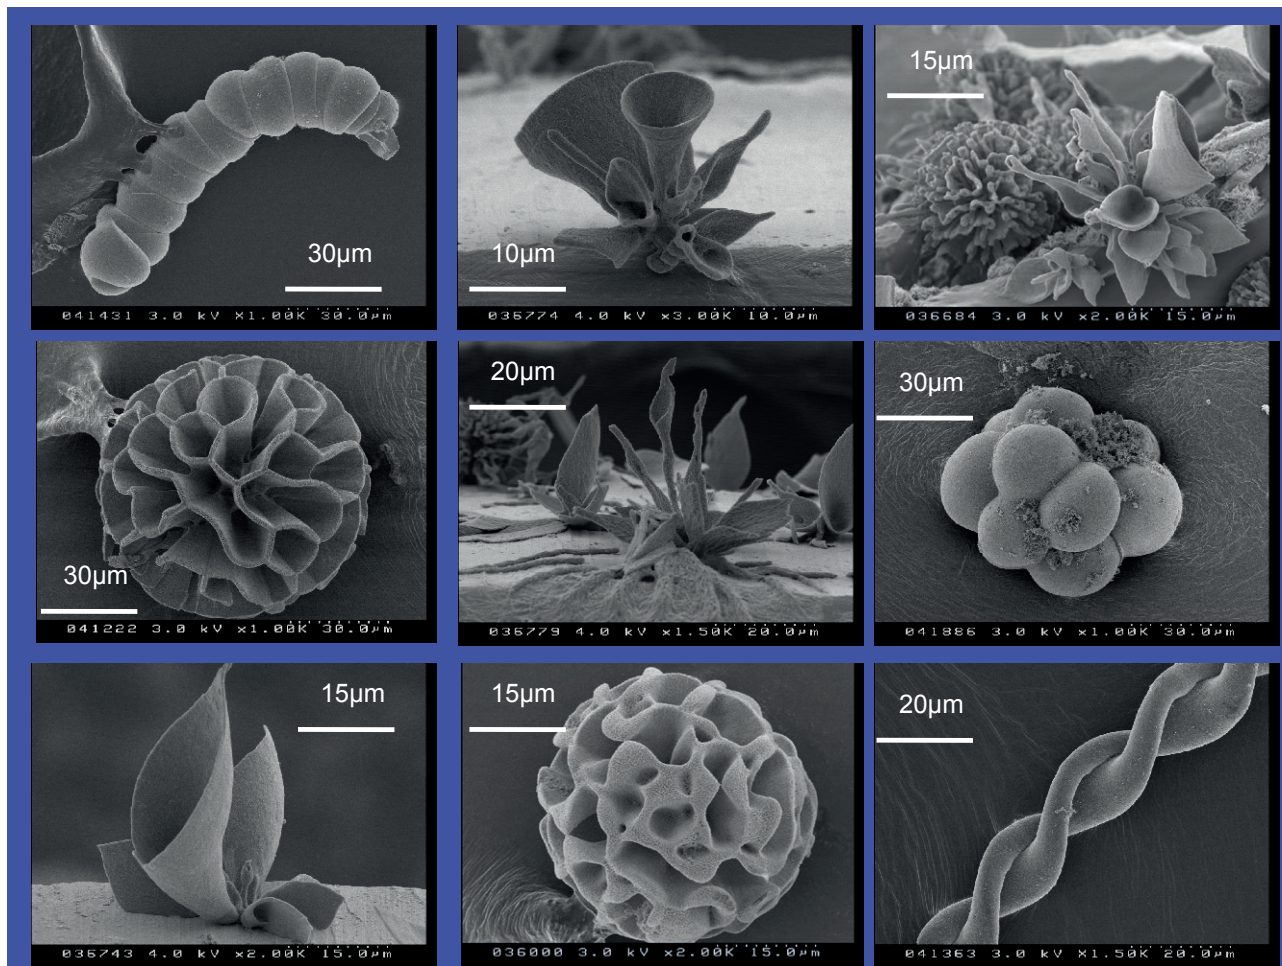 30µm
041431 3.0 kV x1.00K 30.0µm
10µm
036774 4.0 kV x3.00K 10.0µm
15µm
036684 3.0 kV x2.00K 15.0µm
30µm
041222 3.0 kV x1.00K 30.0µm
20µm
036779 4.0 kV x1.50K 20.0µm
30µm
041886 3.0 kV x1.00K 30.0µm
15µm
036743 4.0 kV x2.00K 15.0µm
15µm
036000 3.0 kV x2.00K 15.0µm
20µm
041363 3.0 kV x1.50K 20.0µm